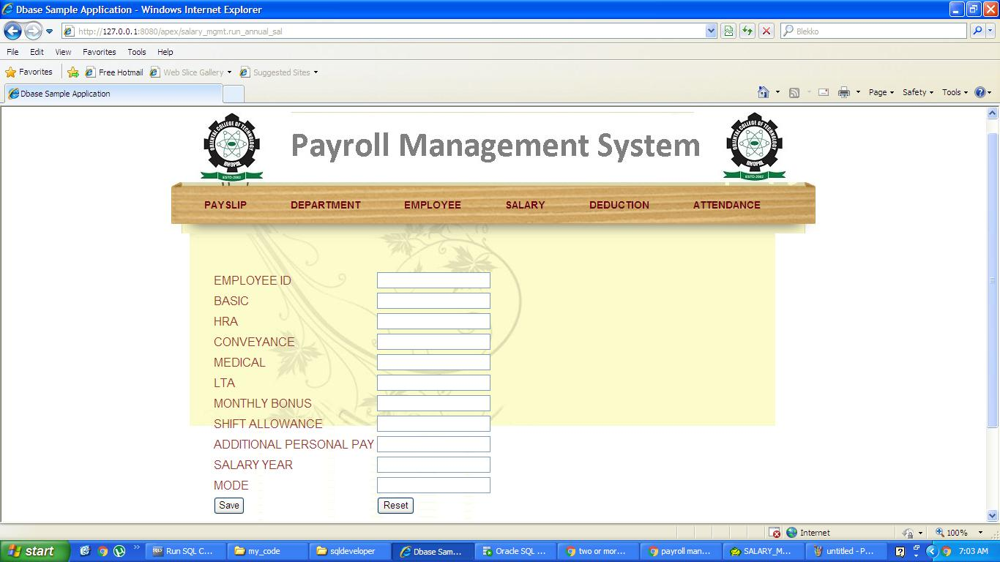 Dbase Sample Application - Windows Internet Explorer
http://127.0.0.1:8080/apex/salary_mgmt.run_annual_sal
Blekko
File Edit View Favorites Tools Help
Favorites Free Hotmail Web Slice Gallery Suggested Sites
Dbase Sample Application
Page Safety Tools
ORIENTAL COLLEGE OF TECHNOLOGY
BHOPAL
ESTD-2002
Payroll Management System
ORIENTAL COLLEGE OF TECHNOLOGY
BHOPAL
ESTD-2002
PAYSLIP DEPARTMENT EMPLOYEE SALARY DEDUCTION ATTENDANCE
EMPLOYEE ID
BASIC
HRA
CONVEYANCE
MEDICAL
LTA
MONTHLY BONUS
SHIFT ALLOWANCE
ADDITIONAL PERSONAL PAY
SALARY YEAR
MODE
Save Reset
Internet 100%
start Run SQL C... my_code sqldeveloper Dbase Sam... Oracle SQL ... two or mor... payroll man... SALARY_M... untitled - P... 7:03 AM